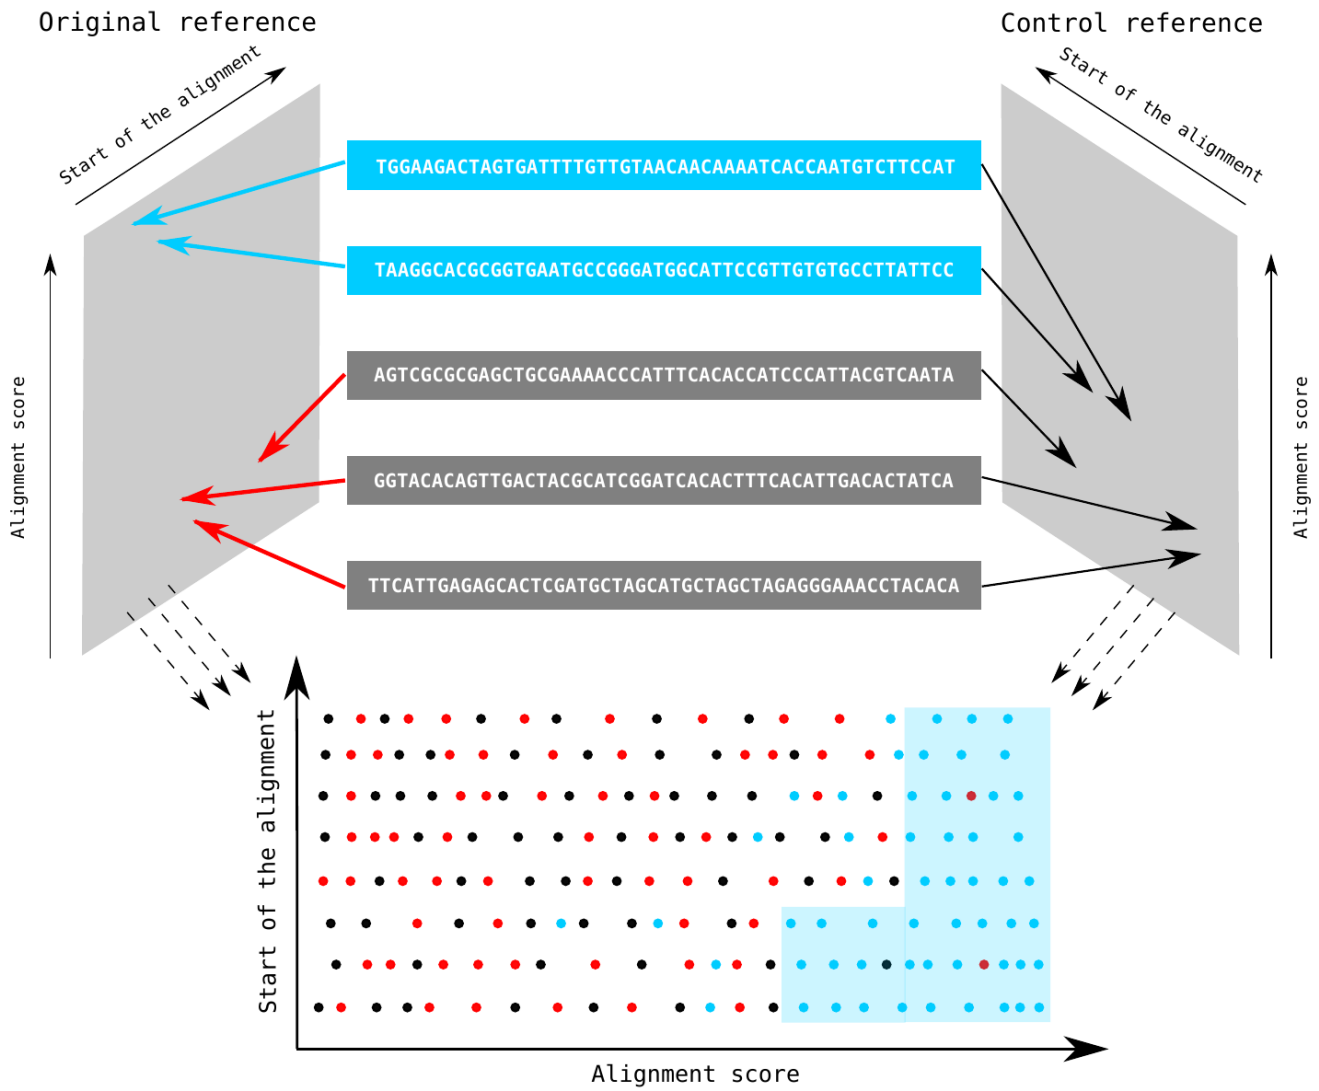 Original reference
Control reference
Start of the alignment
Start of the alignment
TGGAAGACTAGTGATTTTGTTGTAACAACAAAATCACCAATGTCTTCCAT
TAAGGCACGCGGTGAATGCCGGGATGGCATTCCGTTGTGTGCCTTATTCC
AGTCGCGCGAGCTGCGAAAACCCATTTCACACCATCCCATTACGTCAATA
GGTACACAGTTGACTACGCATCGGATCACACTTTCACATTGACACTATCA
TTCATTGAGAGCACTCGATGCTAGCATGCTAGCTAGAGGGAAACCTACACA
Alignment score
Alignment score
Start of the alignment
Alignment score